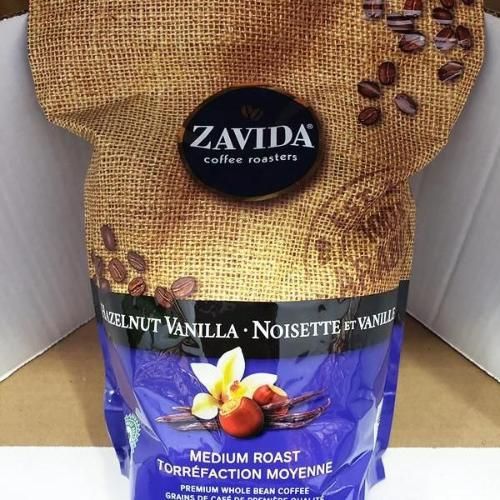 ZAVIDA®
coffee roasters
HAZELNUT VANILLA · NOISETTE ET VANILLE
MEDIUM ROAST
TORRÉFACTION MOYENNE
PREMIUM WHOLE BEAN COFFEE
GRAINS DE CAFÉ DE PREMIÈRE QUALITÉ